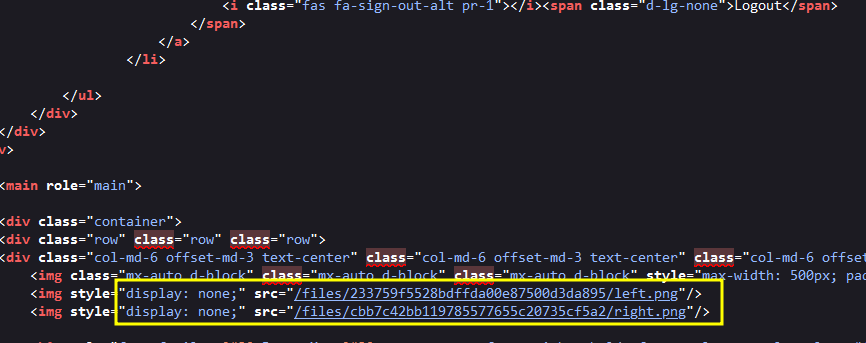 <i class="fas fa-sign-out-alt pr-1"></i><span class="d-lg-none">Logout</span>
</span>
</a>
</li>
</ul>
</div>
</div>
v>
<main role="main">
<div class="container">
<div class="row" class="row" class="row">
<div class="col-md-6 offset-md-3 text-center" class="col-md-6 offset-md-3 text-center" class="col-md-6 off
<img class="mx-auto d-block" class="mx-auto d-block" class="mx-auto d-block" style="max-width: 500px; pad
<img style="display: none;" src="/files/233759f5528bdffda00e87500d3da895/left.png"/>
<img style="display: none;" src="/files/cbb7c42bb119785577655c20735cf5a2/right.png"/>